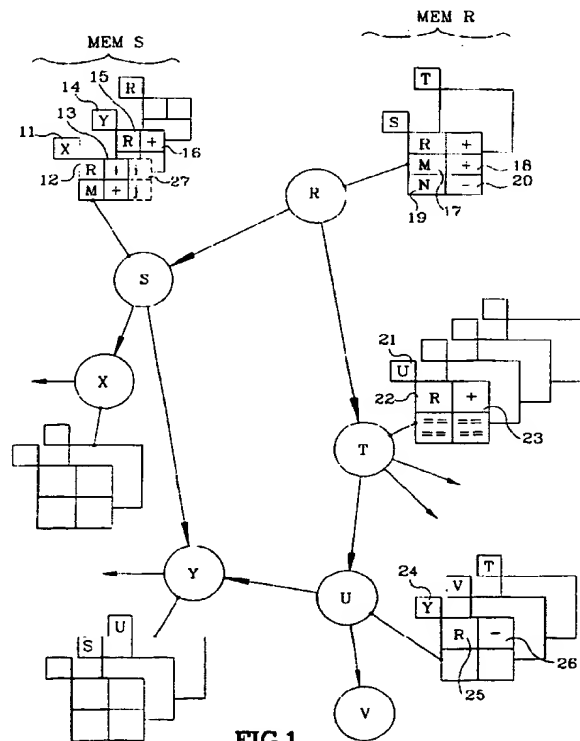 MEM S
MEM R
15
14
R
T
13
Y
11
R +
S
X
16
R +
12
R +
27
M + 18
M +
N - 20
R
19
17
S
21
U
X
22
R +
== ==
== ==
23
T
T
V
24
Y
Y
U
R -
U
S
26
25
V
FIG.1